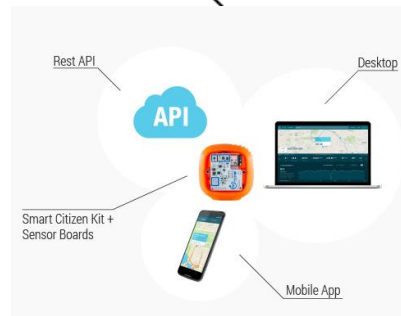 Rest API
Desktop
API
Smart Citizen Kit +
Sensor Boards
Mobile App